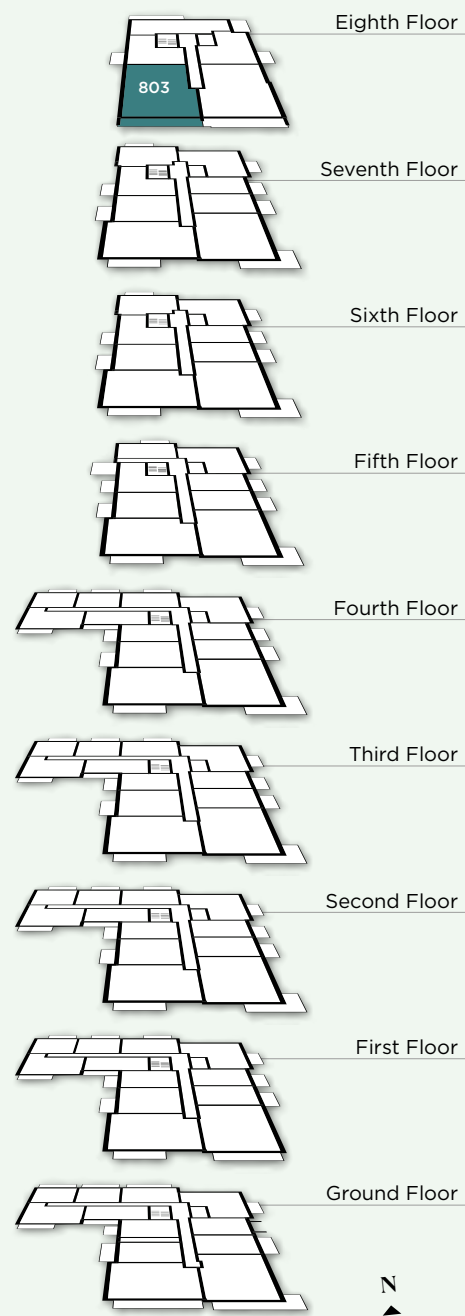 Eighth Floor
803
Seventh Floor
Sixth Floor
Fifth Floor
Fourth Floor
Third Floor
Second Floor
First Floor
Ground Floor
N